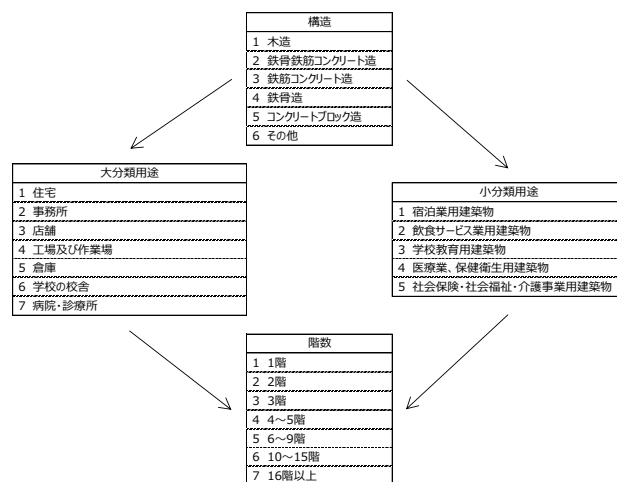 構造
1 木造
2 鉄骨鉄筋コンクリート造
3 鉄筋コンクリート造
4 鉄骨造
5 コンクリートブロック造
6 その他
大分類用途
1 住宅
2 事務所
3 店舗
4 工場及び作業場
5 倉庫
6 学校の校舎
7 病院・診療所
小分類用途
1 宿泊業用建築物
2 飲食サービス業用建築物
3 学校教育用建築物
4 医療業、保健衛生用建築物
5 社会保険・社会福祉・介護事業用建築物
階数
1 1階
2 2階
3 3階
4 4～5階
5 6～9階
6 10～15階
7 16階以上